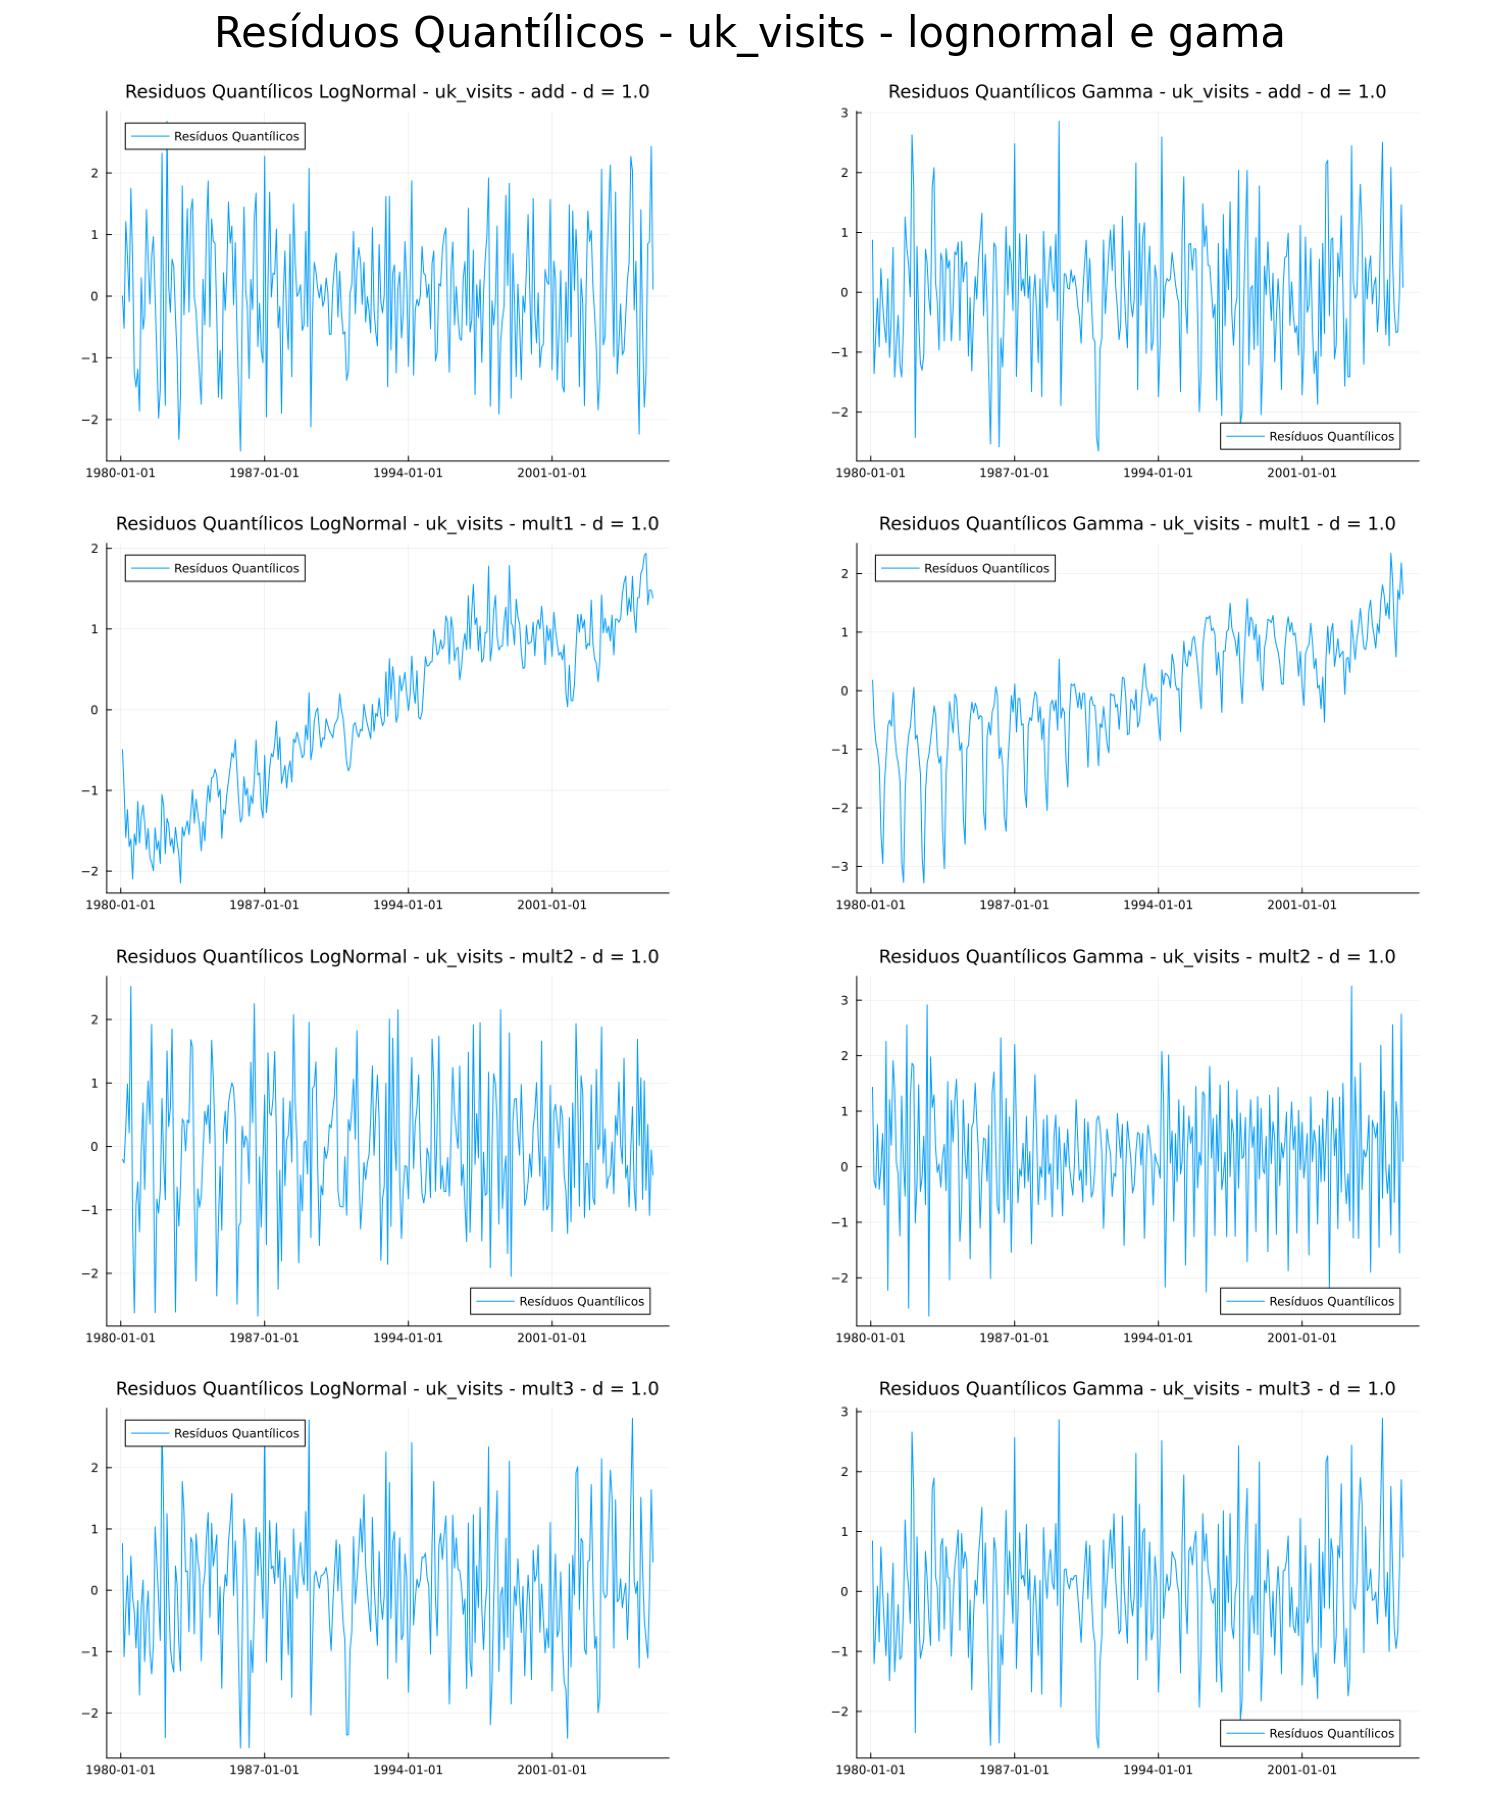 Resíduos Quantílicos - uk_visits - lognormal e gama
Residuos Quantílicos LogNormal - uk_visits - add - d = 1.0
Resíduos Quantílicos
2
1
0
−1
−2
1980-01-01 1987-01-01 1994-01-01 2001-01-01
Residuos Quantílicos Gamma - uk_visits - add - d = 1.0
3
2
1
0
−1
−2
Resíduos Quantílicos
1980-01-01 1987-01-01 1994-01-01 2001-01-01
Residuos Quantílicos LogNormal - uk_visits - mult1 - d = 1.0
2
Resíduos Quantílicos
1
0
−1
−2
1980-01-01 1987-01-01 1994-01-01 2001-01-01
Residuos Quantílicos Gamma - uk_visits - mult1 - d = 1.0
Resíduos Quantílicos
2
1
0
−1
−2
−3
1980-01-01 1987-01-01 1994-01-01 2001-01-01
Residuos Quantílicos LogNormal - uk_visits - mult2 - d = 1.0
2
1
0
−1
−2
Resíduos Quantílicos
1980-01-01 1987-01-01 1994-01-01 2001-01-01
Residuos Quantílicos Gamma - uk_visits - mult2 - d = 1.0
3
2
1
0
−1
−2
Resíduos Quantílicos
1980-01-01 1987-01-01 1994-01-01 2001-01-01
Residuos Quantílicos LogNormal - uk_visits - mult3 - d = 1.0
Resíduos Quantílicos
2
1
0
−1
−2
1980-01-01 1987-01-01 1994-01-01 2001-01-01
Residuos Quantílicos Gamma - uk_visits - mult3 - d = 1.0
3
2
1
0
−1
−2
Resíduos Quantílicos
1980-01-01 1987-01-01 1994-01-01 2001-01-01